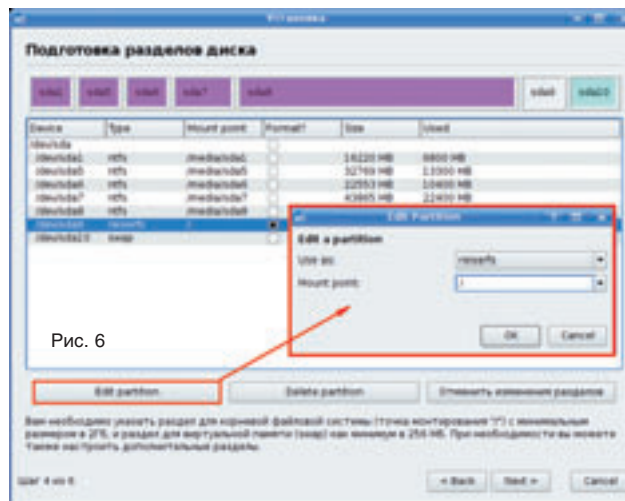 Установка
Подготовка разделов диска
sda1 sda5 sda6 sda7 sda8 sda9 sda10
Device Type Mount point Format? Size Used
/dev/sda
/dev/sda1 ntfs /media/sda1 16220 MB 6800 MB
/dev/sda5 ntfs /media/sda5 32769 MB 13300 MB
/dev/sda6 ntfs /media/sda6 22553 MB 10400 MB
/dev/sda7 ntfs /media/sda7 43865 MB 22400 MB
/dev/sda8 ntfs /media/sda8
/dev/sda9 reiserfs /
/dev/sda10 swap
Edit Partition
Edit a partition
Use as: reiserfs
Mount point: /
OK Cancel
Рис. 6
Edit partition Delete partition Отменить изменения разделов
Вам необходимо указать раздел для корневой файловой системы (точка монтирования "/") с минимальным
размером в 2ГБ, и раздел для виртуальной памяти (swap) как минимум в 256 МБ. При необходимости вы можете
также настроить дополнительные разделы.
Шаг 4 из 6
< Back Next > Cancel